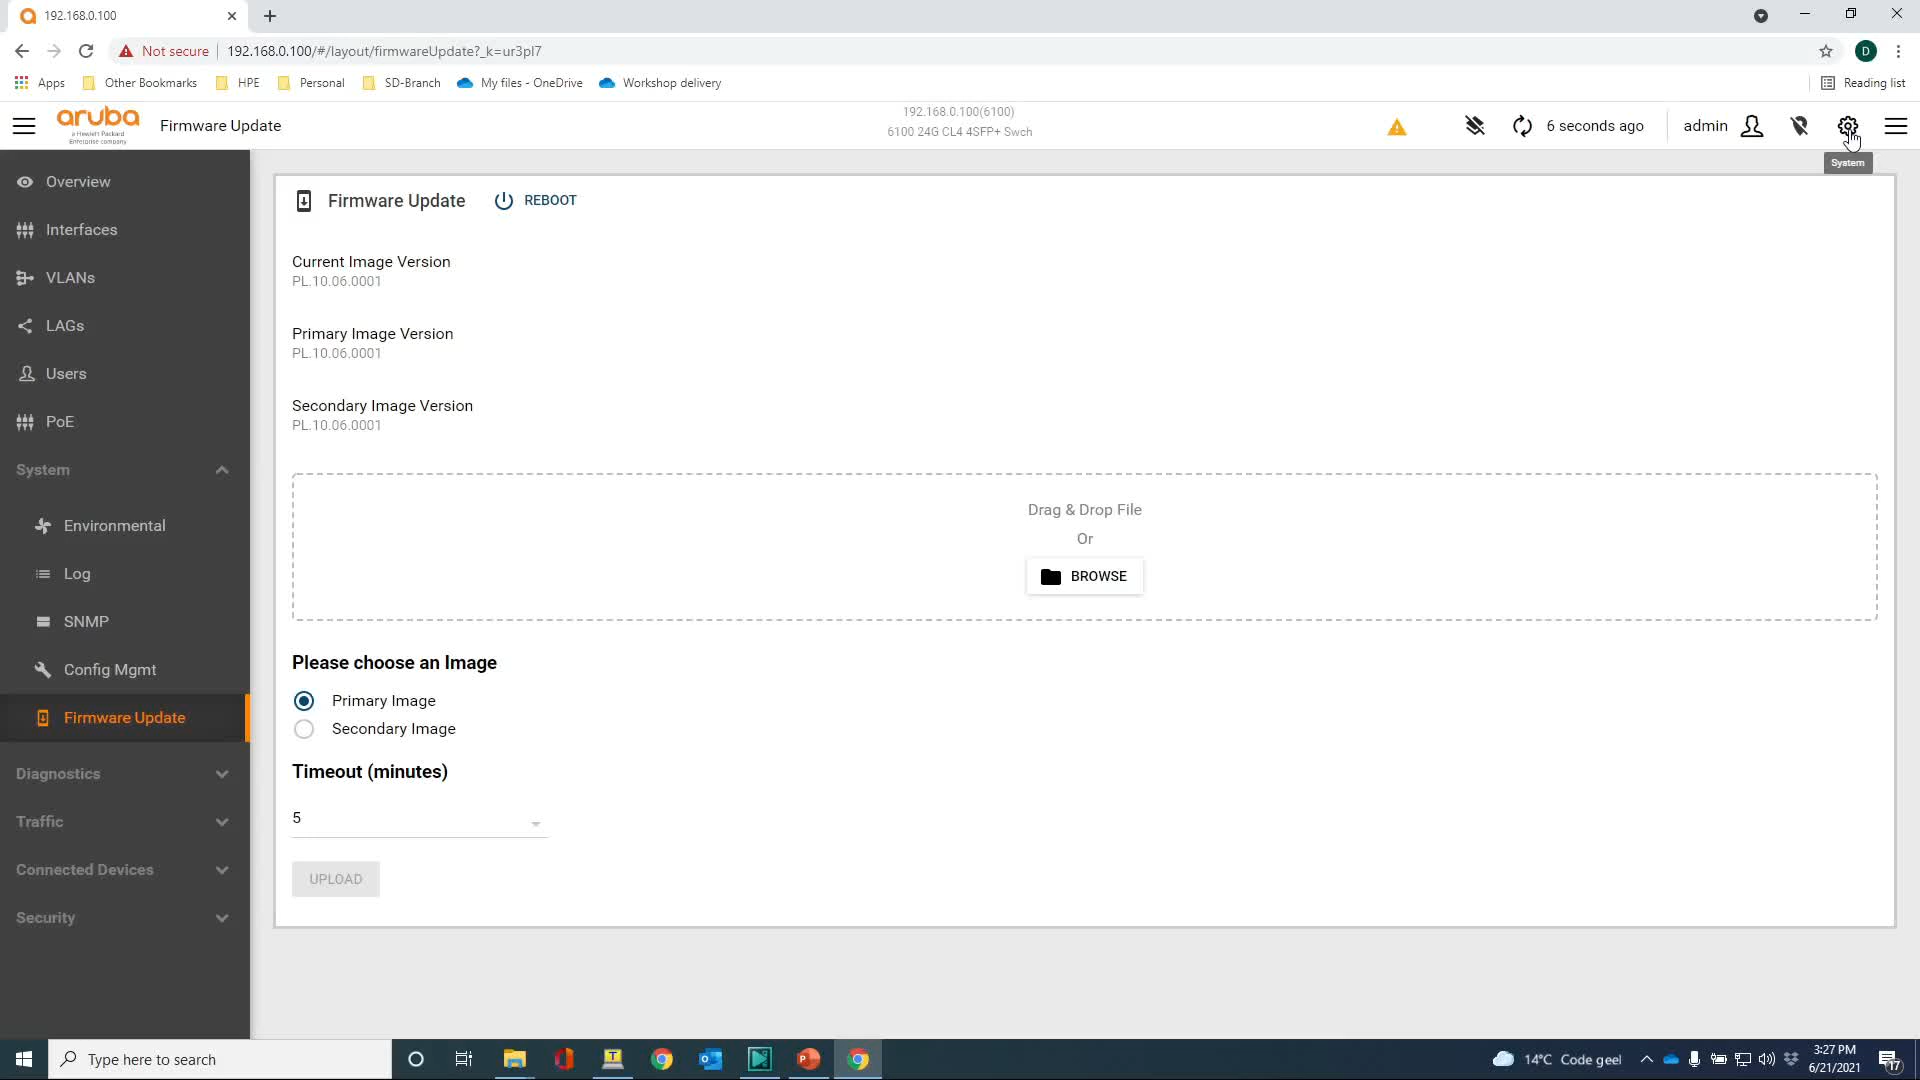 192.168.0.100
Not secure
192.168.0.100/#/layout/firmwareUpdate?_k=ur3pl7
D
Apps
Other Bookmarks
HPE
Personal
SD-Branch
My files - OneDrive
Workshop delivery
Reading list
aruba
a Hewlett Packard
Enterprise company
Firmware Update
192.168.0.100(6100)
6100 24G CL4 4SFP+ Swch
6 seconds ago
admin
System
Overview
Interfaces
VLANs
LAGs
Users
PoE
System
Environmental
Log
SNMP
Config Mgmt
Firmware Update
Diagnostics
Traffic
Connected Devices
Security
Firmware Update
REBOOT
Current Image Version
PL.10.06.0001
Primary Image Version
PL.10.06.0001
Secondary Image Version
PL.10.06.0001
Drag & Drop File
Or
BROWSE
Please choose an Image
Primary Image
Secondary Image
Timeout (minutes)
5
UPLOAD
Type here to search
14°C Code geel
3:27 PM
6/21/2021
17